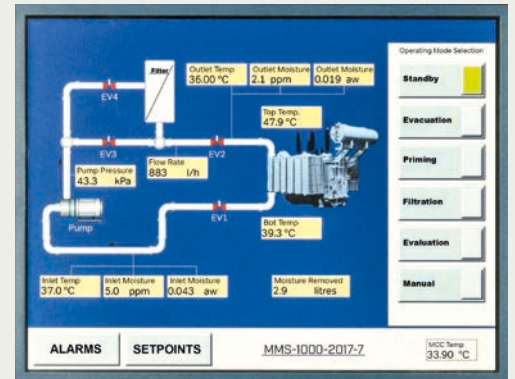 Operating Mode Selection
Filter
Outlet Temp
36.00 °C
Outlet Moisture
2.1 ppm
Outlet Moisture
0.019 aw
Standby
EV4
Top Temp.
47.9 °C
Evacuation
EV3
EV2
Flow Rate
883 l/h
Pump Pressure
43.3 kPa
Priming
Pump
EV1
Bot Temp
39.3 °C
Filtration
Evaluation
Inlet Temp
37.0 °C
Inlet Moisture
5.0 ppm
Inlet Moisture
0.043 aw
Moisture Removed
2.9 litres
Manual
ALARMS
SETPOINTS
MMS-1000-2017-7
MCC Temp
33.90 °C